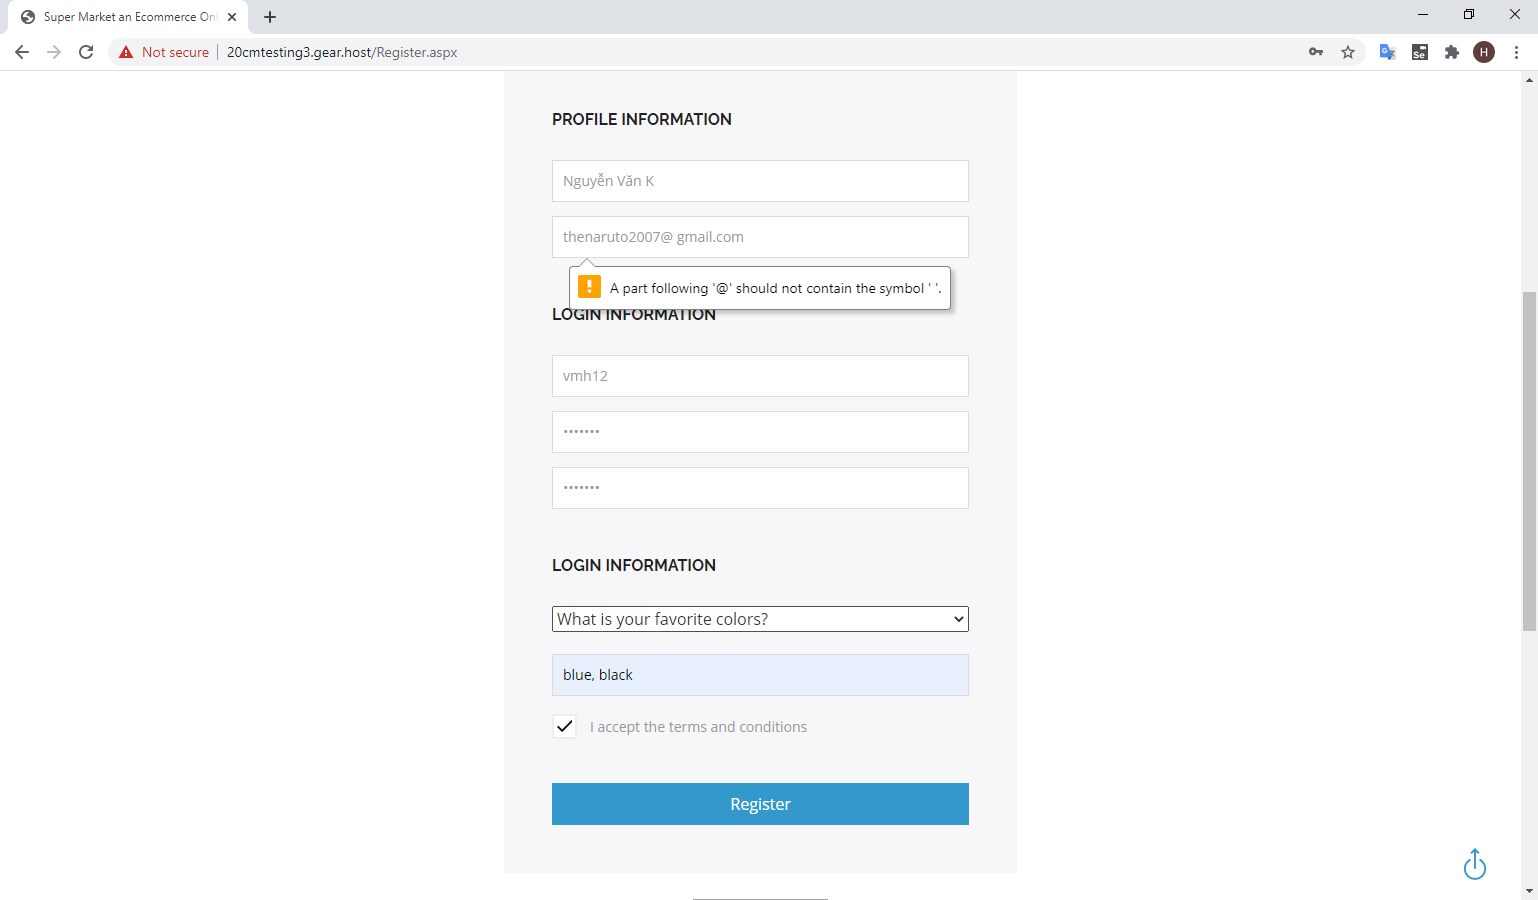 Super Market an Ecommerce Onl
Not secure
20cmtesting3.gear.host/Register.aspx
Se
H
PROFILE INFORMATION
Nguyễn Văn K
thenaruto2007@ gmail.com
A part following '@' should not contain the symbol ' '.
LOGIN INFORMATION
vmh12
•••••••
•••••••
LOGIN INFORMATION
What is your favorite colors?
blue, black
I accept the terms and conditions
Register